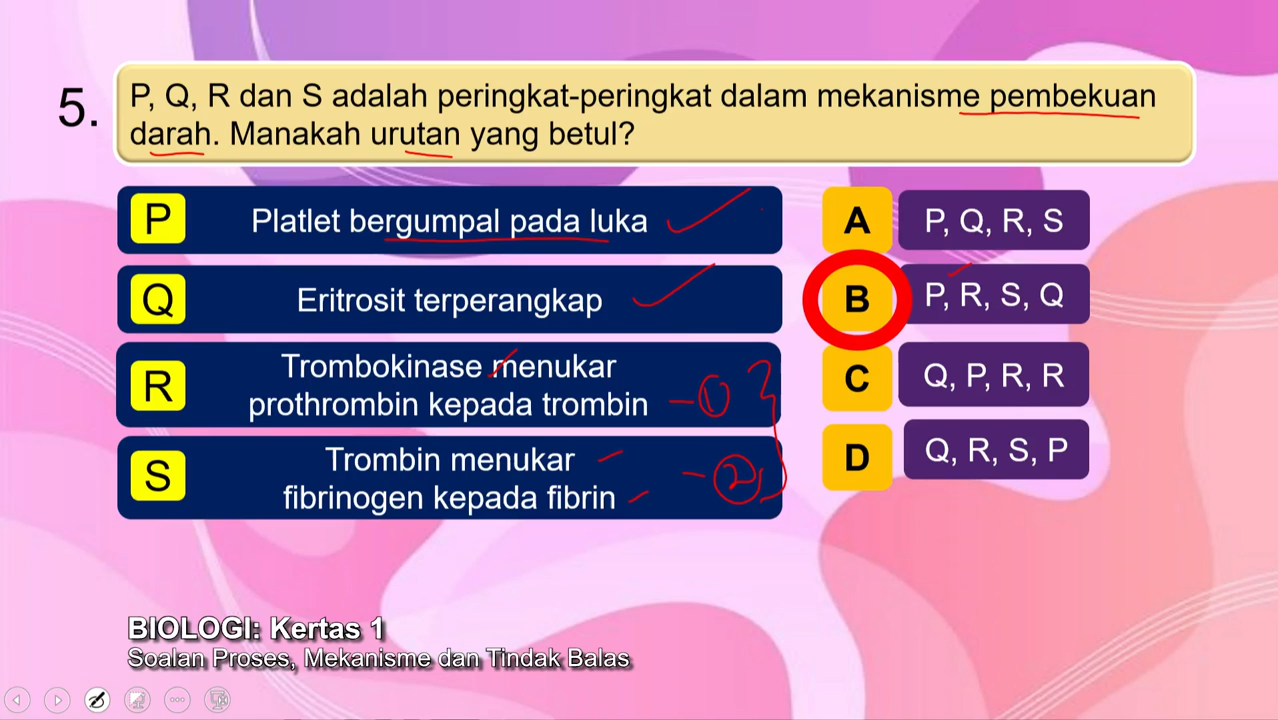 5.
P, Q, R dan S adalah peringkat-peringkat dalam mekanisme pembekuan
darah. Manakah urutan yang betul?
P
Platlet bergumpal pada luka
Q
Eritrosit terperangkap
R
Trombokinase menukar
prothrombin kepada trombin
- 1
S
Trombin menukar
fibrinogen kepada fibrin
- 2
A
P, Q, R, S
B
P, R, S, Q
C
Q, P, R, R
D
Q, R, S, P
BIOLOGI: Kertas 1
Soalan Proses, Mekanisme dan Tindak Balas